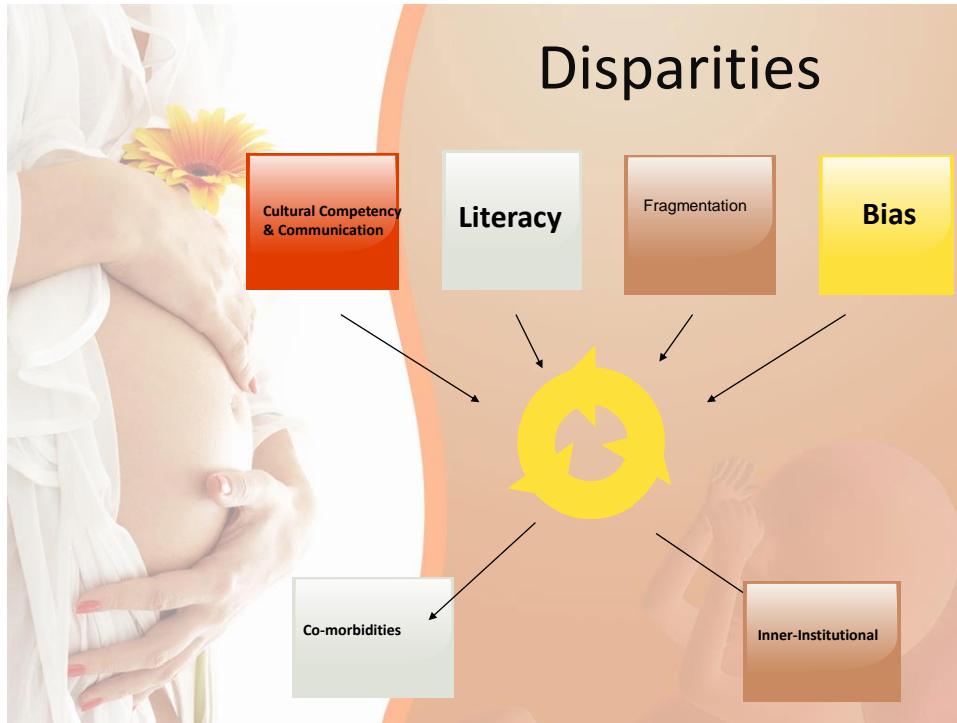 Disparities
Cultural Competency
& Communication
Literacy
Fragmentation
Bias
Co-morbidities
Inner-Institutional